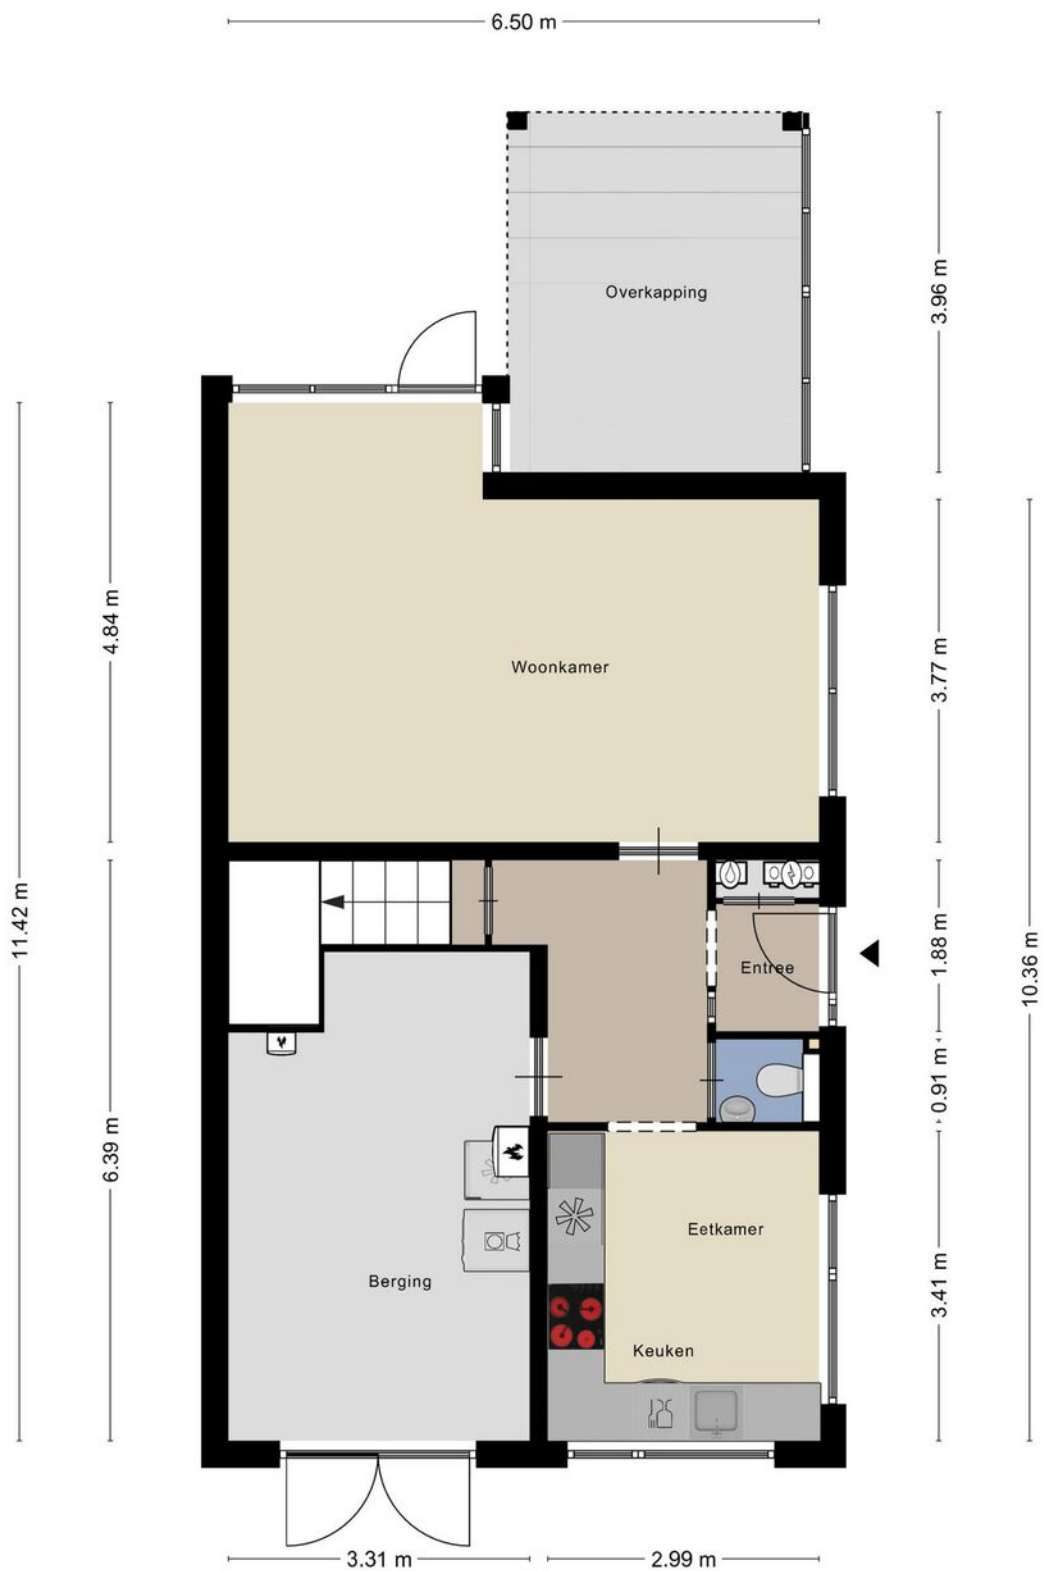 6.50 m
Overkapping
3.96 m
4.84 m
Woonkamer
3.77 m
11.42 m
Entree
1.88 m
10.36 m
0.91 m
6.39 m
Eetkamer
Berging
3.41 m
Keuken
3.31 m
2.99 m